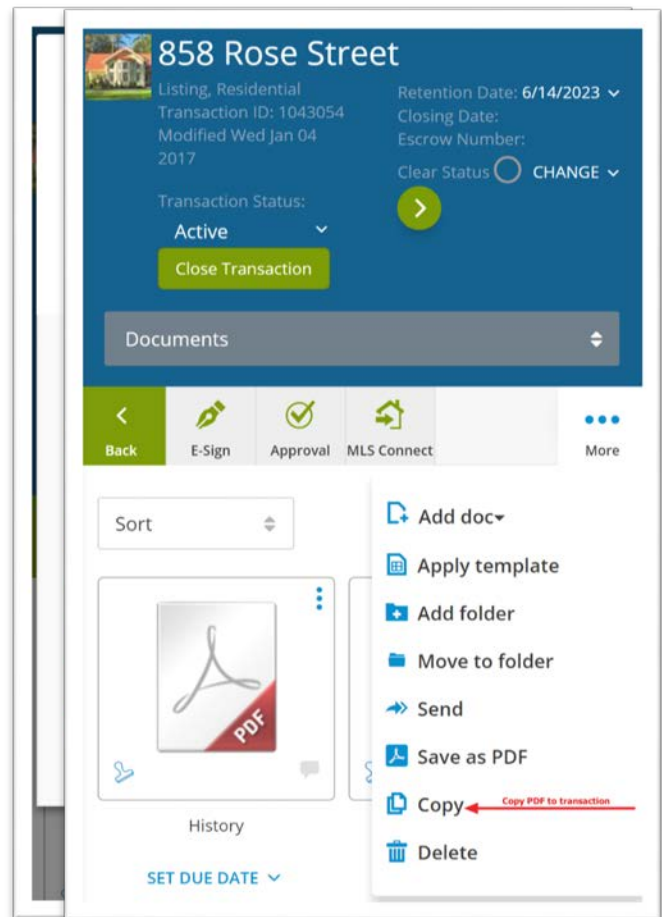 858 Rose Street
Listing, Residential
Transaction ID: 1043054
Modified Wed Jan 04
2017
Retention Date: 6/14/2023
Closing Date:
Escrow Number:
Clear Status CHANGE
Transaction Status:
Active
Close Transaction
Documents
Back
E-Sign
Approval
MLS Connect
More
Sort
Add doc
Apply template
Add folder
Move to folder
Send
Save as PDF
Copy
Copy PDF to transaction
Delete
PDF
History
SET DUE DATE